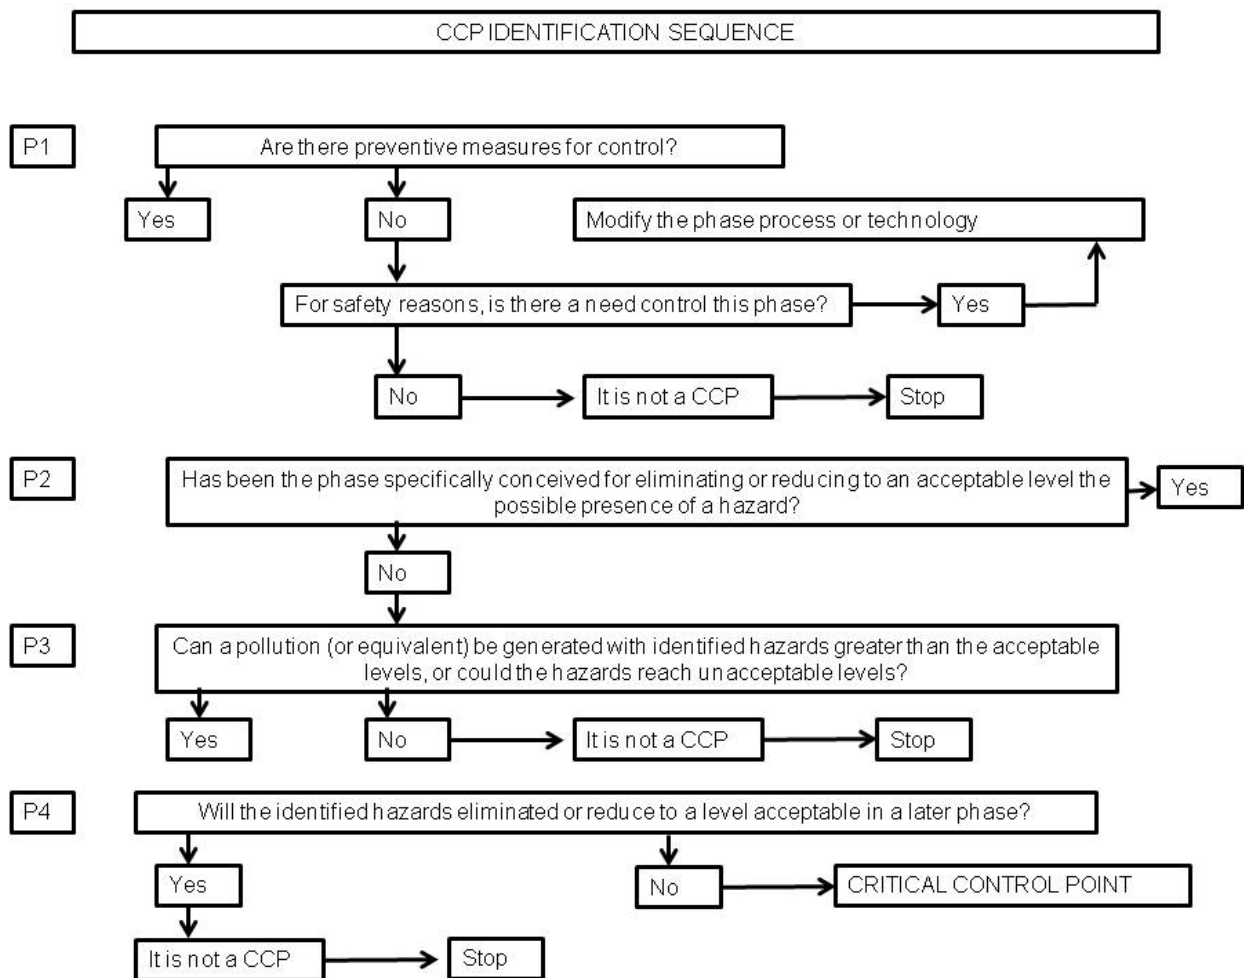 CCP IDENTIFICATION SEQUENCE
P1
Are there preventive measures for control?
Yes
No
Modify the phase process or technology
For safety reasons, is there a need control this phase?
Yes
No
It is not a CCP
Stop
P2
Has been the phase specifically conceived for eliminating or reducing to an acceptable level the
possible presence of a hazard?
Yes
No
P3
Can a pollution (or equivalent) be generated with identified hazards greater than the acceptable
levels, or could the hazards reach unacceptable levels?
Yes
No
It is not a CCP
Stop
P4
Will the identified hazards eliminated or reduce to a level acceptable in a later phase?
Yes
No
CRITICAL CONTROL POINT
It is not a CCP
Stop